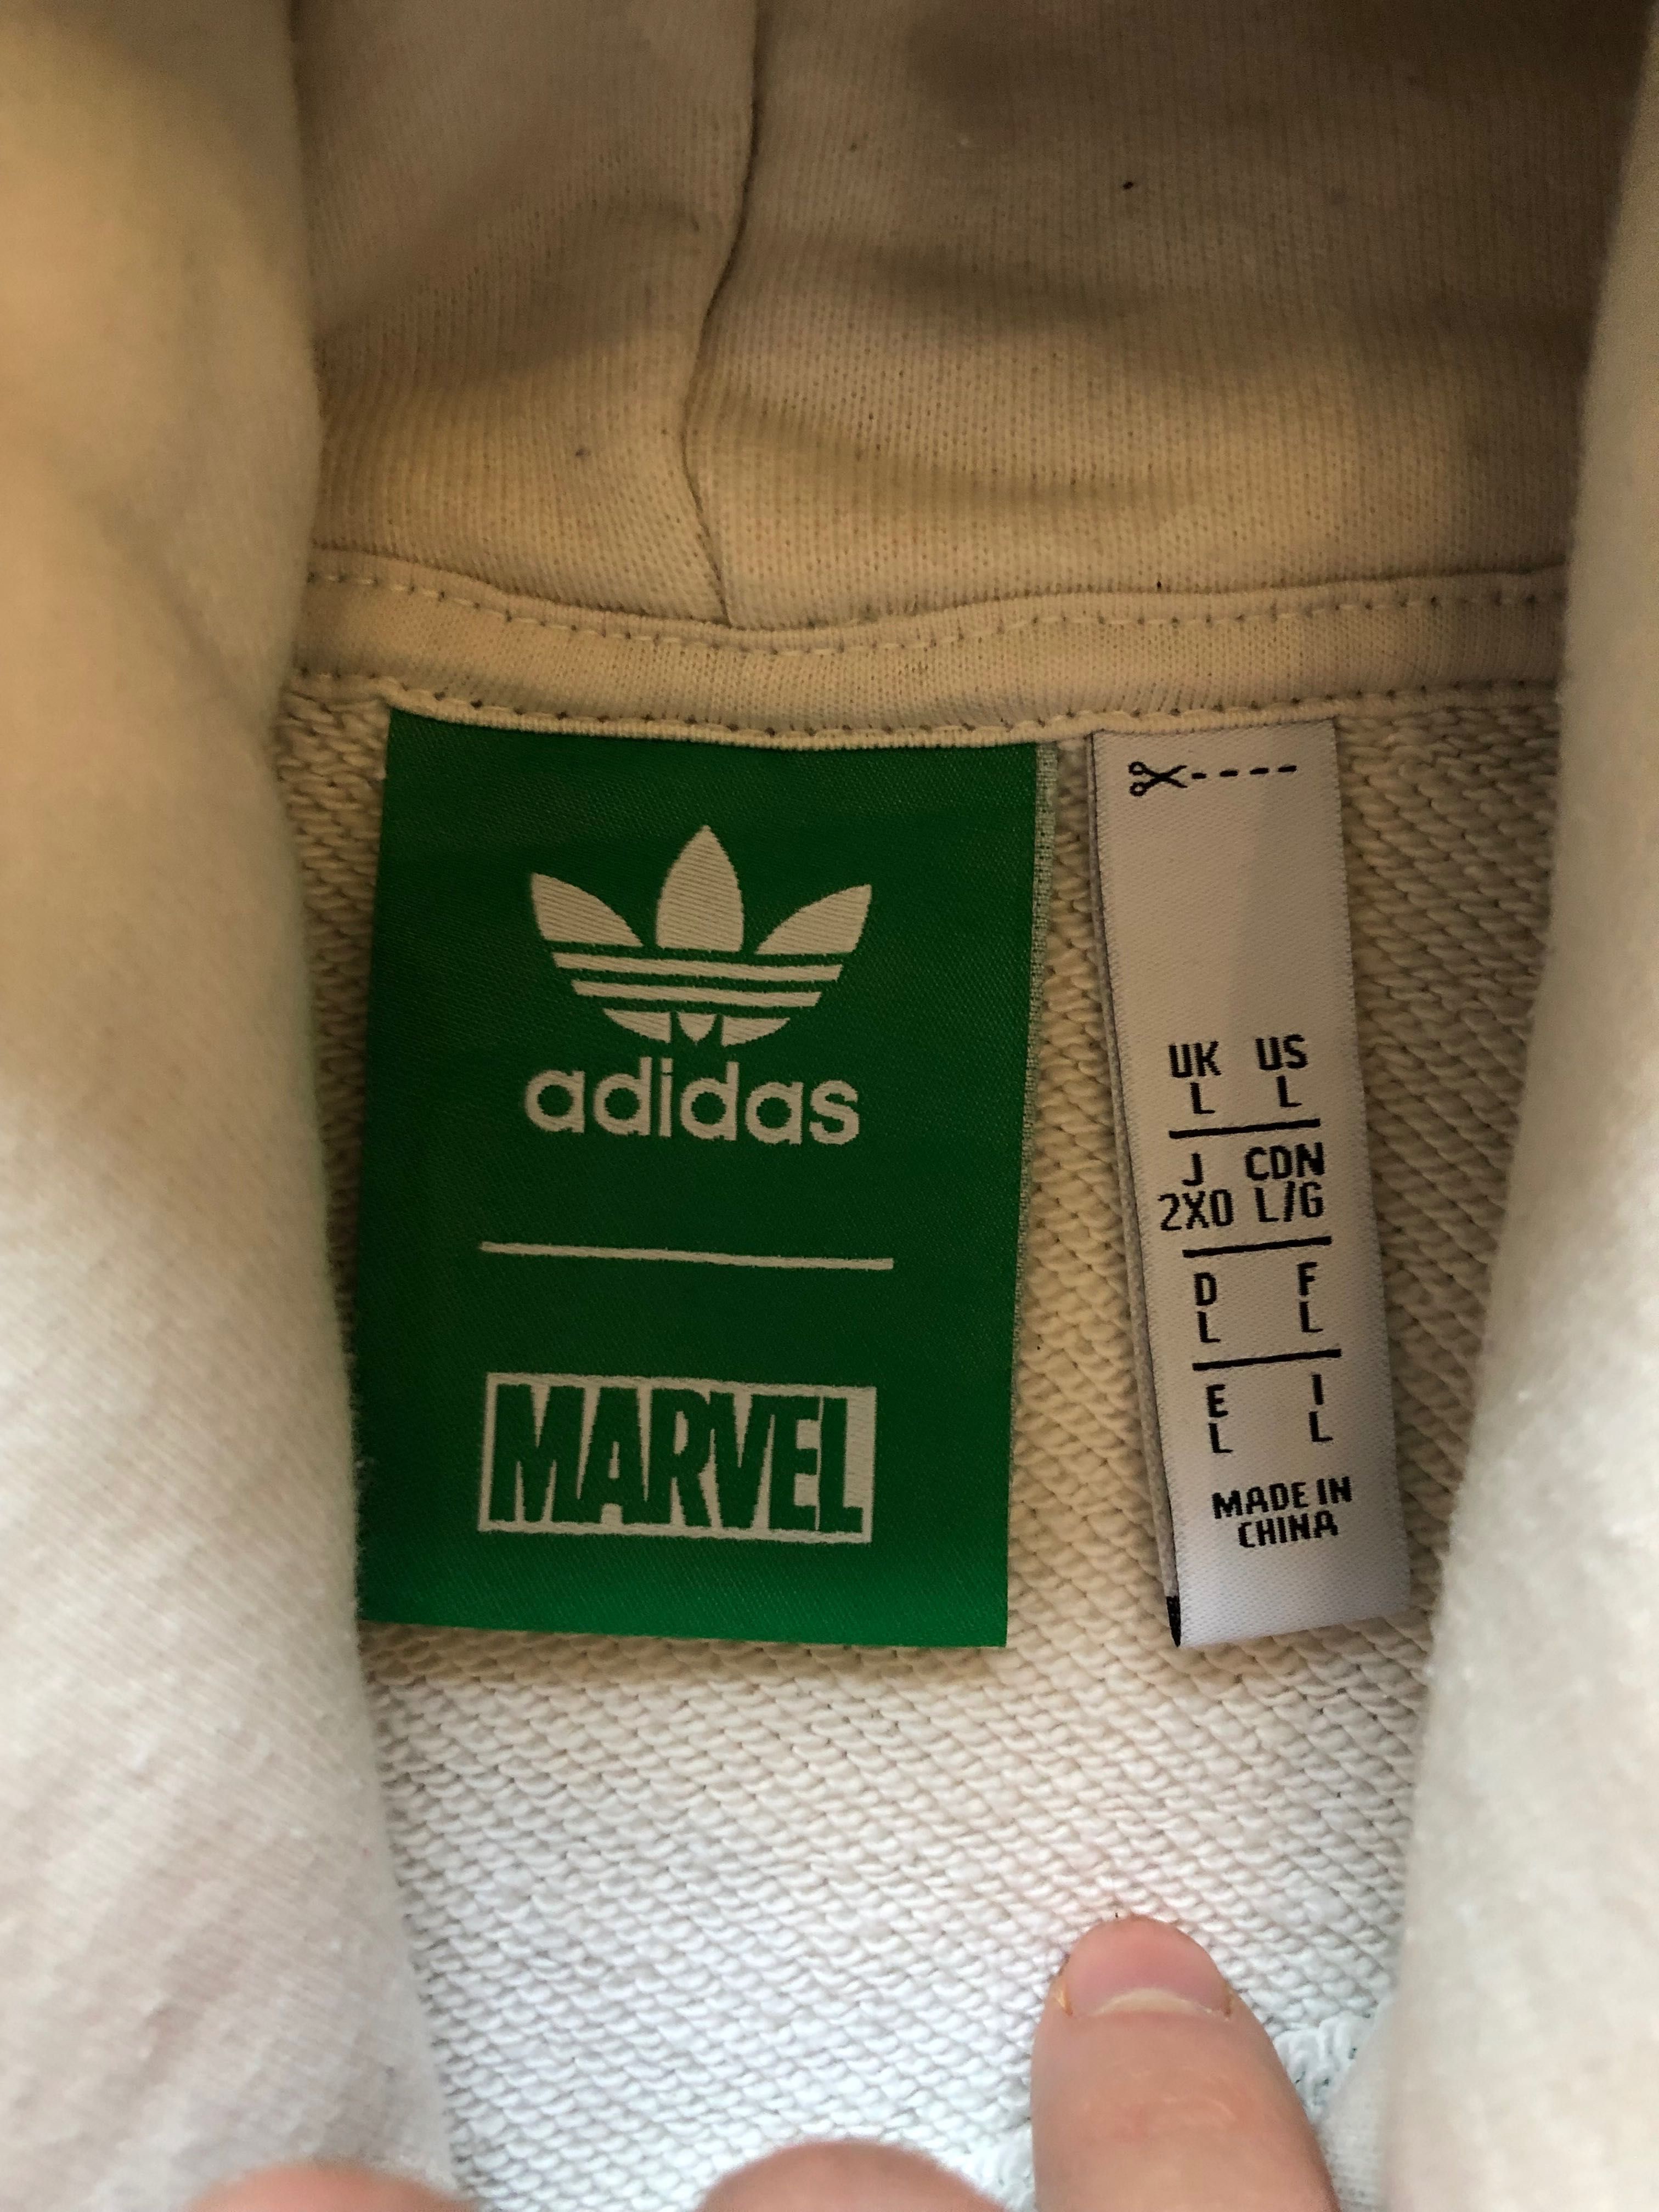 adidas
MARVEL
UK US
L L
J CDN
2XO L/G
D F
L L
E I
L L
MADE IN
CHINA